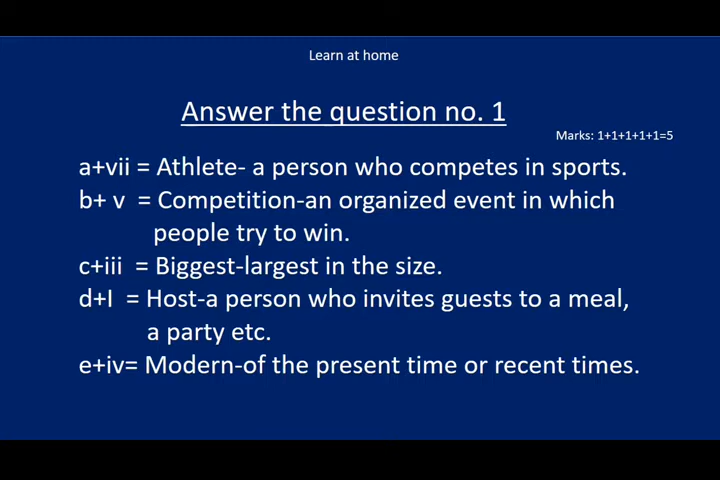 Learn at home
Answer the question no. 1
Marks: 1+1+1+1+1=5
a+vii = Athlete- a person who competes in sports.
b+ v = Competition-an organized event in which
people try to win.
c+iii = Biggest-largest in the size.
d+I = Host-a person who invites guests to a meal,
a party etc.
e+iv= Modern-of the present time or recent times.